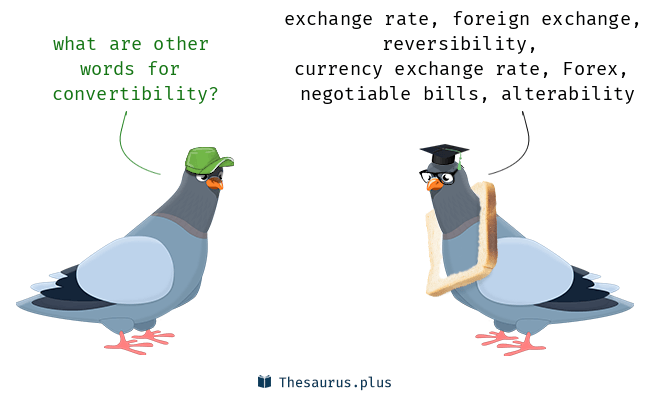 what are other
words for
convertibility?
exchange rate, foreign exchange,
reversibility,
currency exchange rate, Forex,
negotiable bills, alterability
Thesaurus.plus